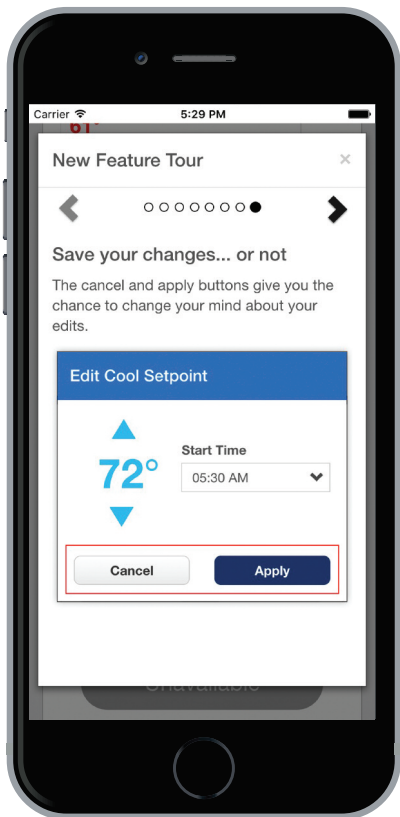 Carrier 5:29 PM
61°
New Feature Tour ×
Save your changes... or not
The cancel and apply buttons give you the
chance to change your mind about your
edits.
Edit Cool Setpoint
Start Time
72° 05:30 AM
Cancel Apply
Unavailable